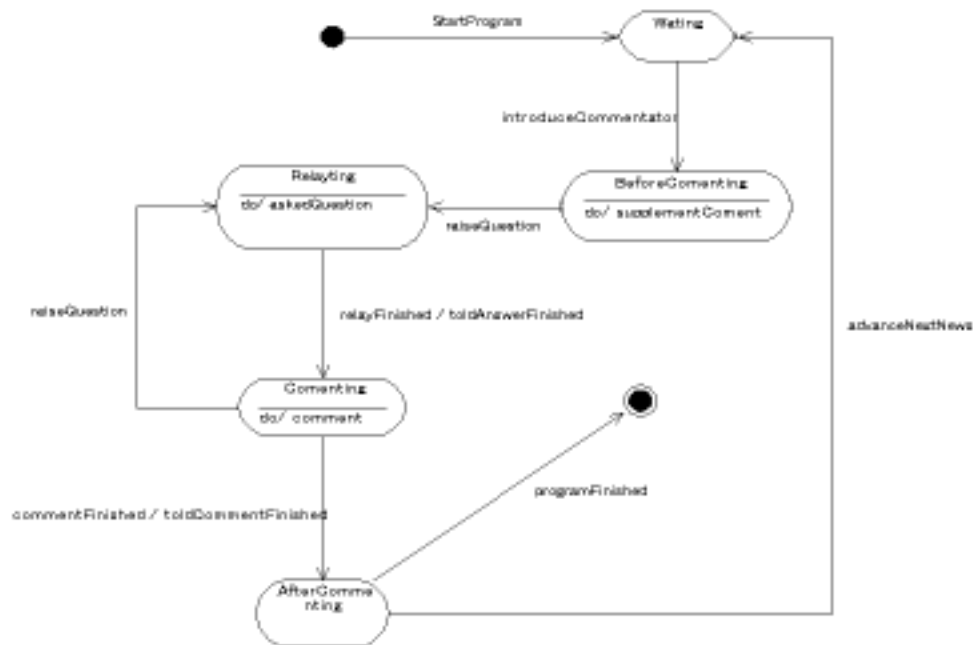 StartProgram
Wating
introduceCommentator
Relayting
do/ askedQuestion
BeforeComenting
do/ supplementComent
raiseQuestion
raiseQuestion
relayFinished / toldAnswerFinished
advanceNextNews
Comenting
do/ comment
programFinished
commentFinished / toldCommentFinished
AfterComme
nting